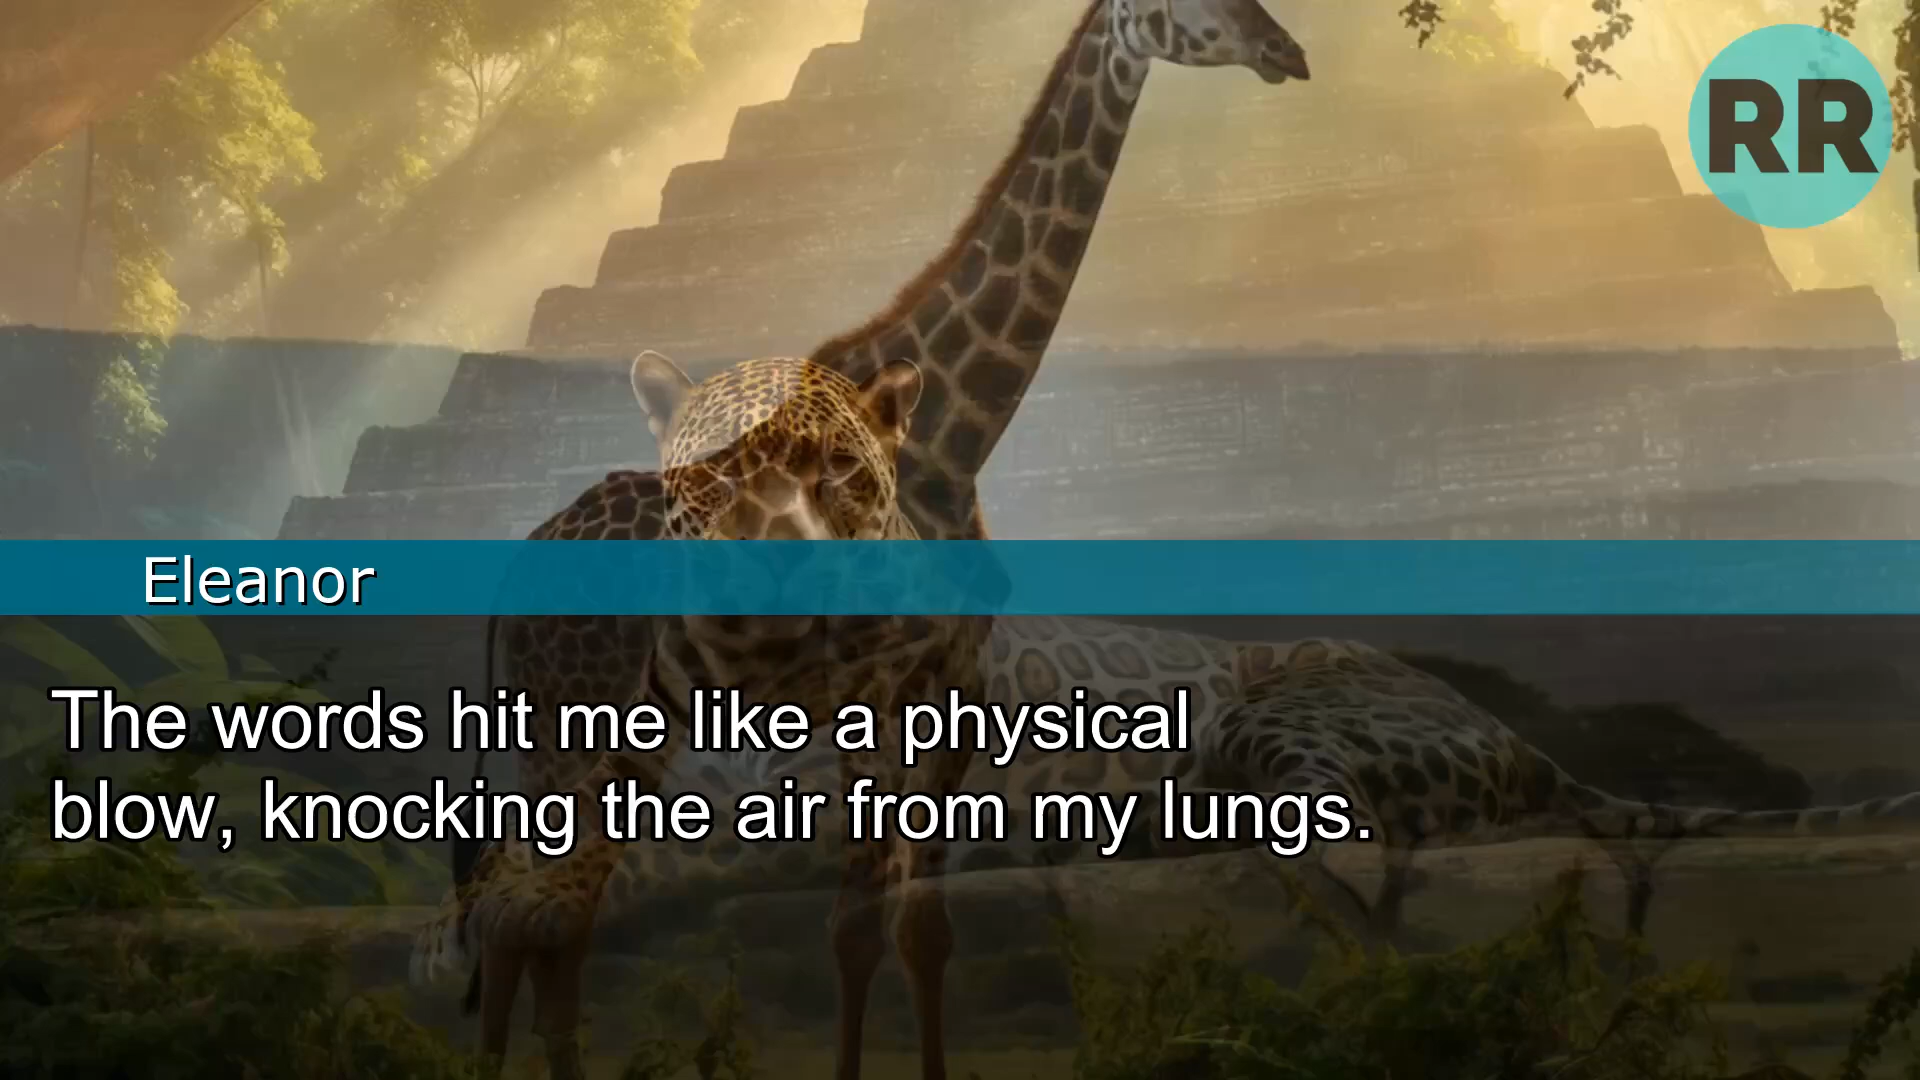 RR
Eleanor
The words hit me like a physical
blow, knocking the air from my lungs.